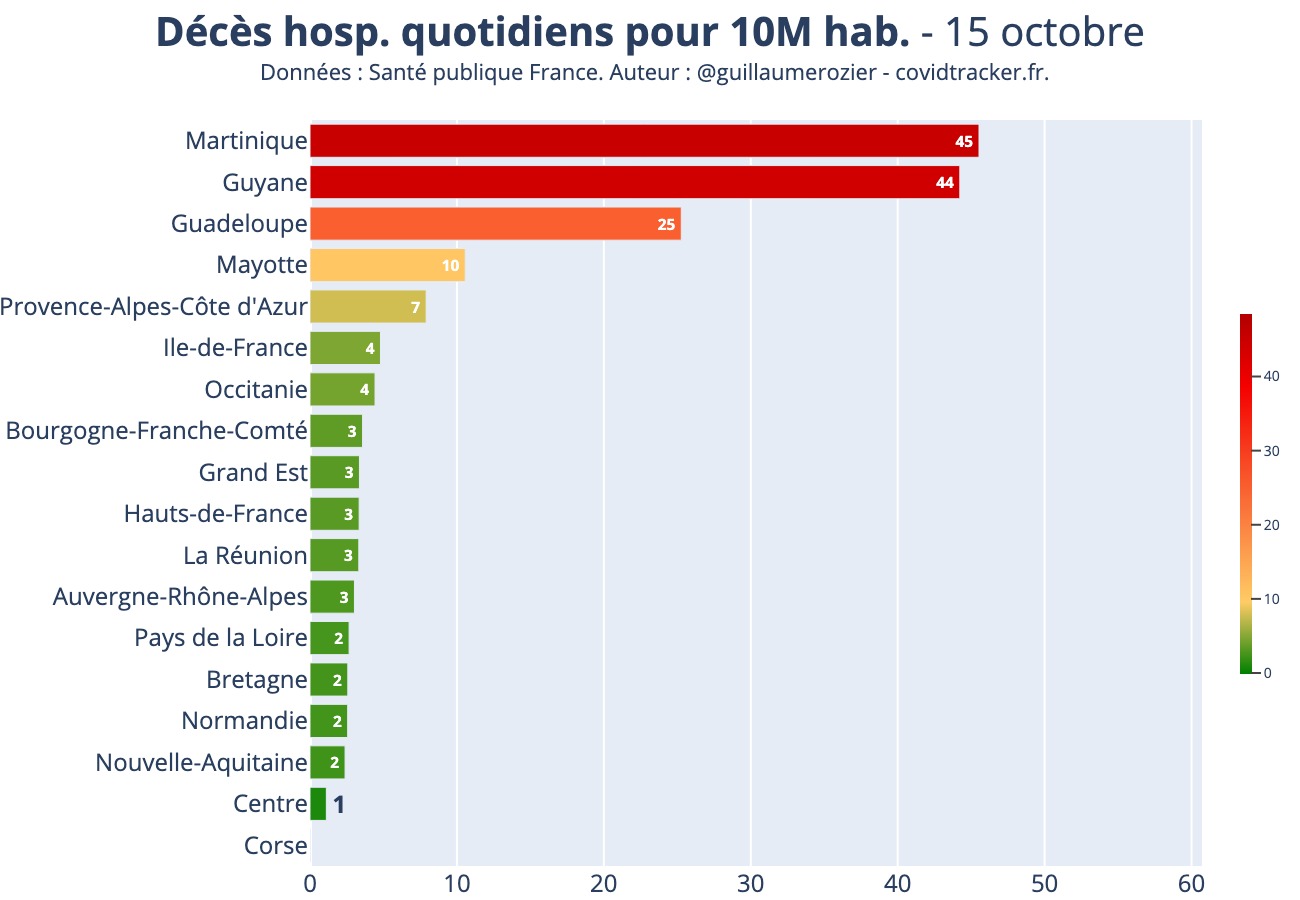 Décès hosp. quotidiens pour 10M hab. - 15 octobre
Données : Santé publique France. Auteur : @guillaumerozier - covidtracker.fr.
Martinique 45
Guyane 44
Guadeloupe 25
Mayotte 10
Provence-Alpes-Côte d'Azur 7
Ile-de-France 4
Occitanie 4
Bourgogne-Franche-Comté 3
Grand Est 3
Hauts-de-France 3
La Réunion 3
Auvergne-Rhône-Alpes 3
Pays de la Loire 2
Bretagne 2
Normandie 2
Nouvelle-Aquitaine 2
Centre 1
Corse
0 10 20 30 40 50 60
40
30
20
10
0